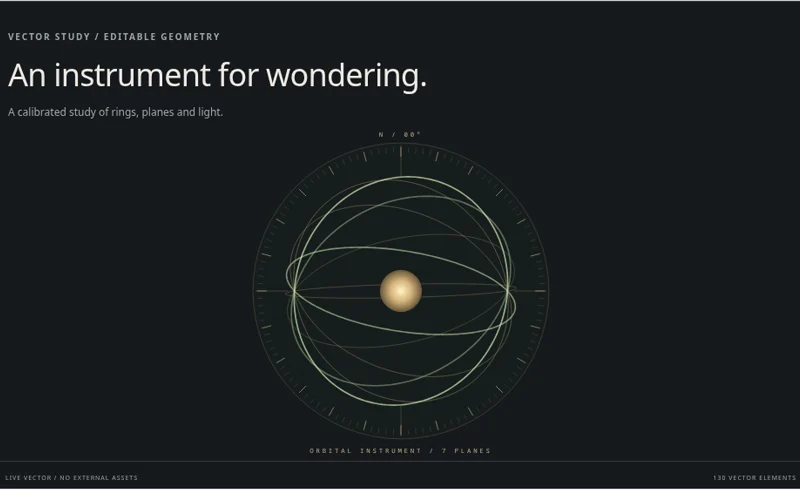 VECTOR STUDY / EDITABLE GEOMETRY
An instrument for wondering.
A calibrated study of rings, planes and light.
N / 00°
ORBITAL INSTRUMENT / 7 PLANES
LIVE VECTOR / NO EXTERNAL ASSETS
130 VECTOR ELEMENTS